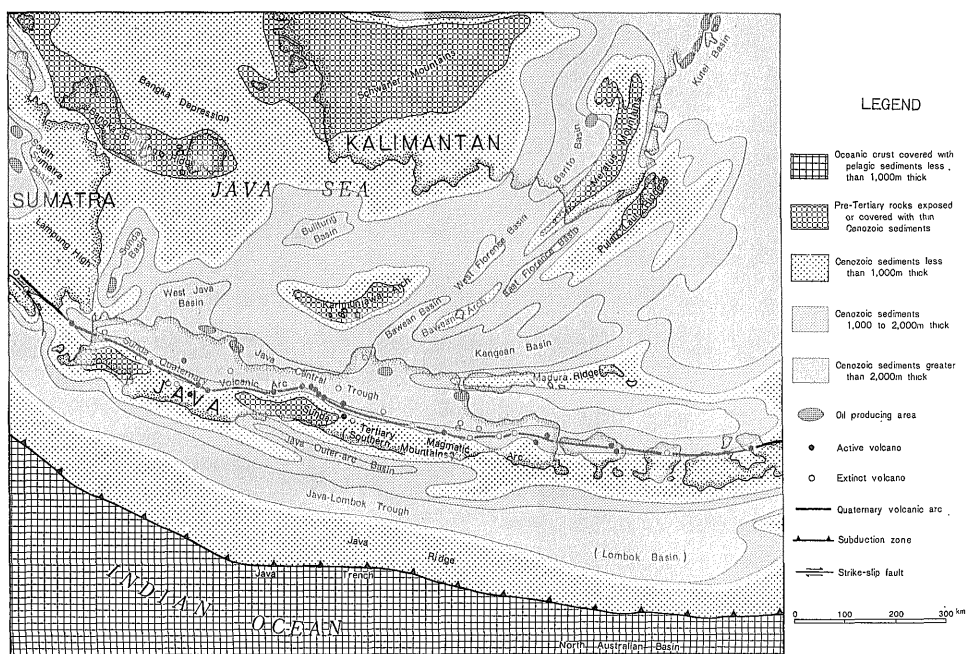 Bangka Depression
Schwaner Mountains
Kutei Basin
KALIMANTAN
Barito Basin
Meratus Mountains
Pulau Laut
South
Sumatra
Basin
SUMATRA
JAVA SEA
Lampung High
Sunda
Basin
Billitung
Basin
West Java
Basin
Karimunjawa Arch
Bawean Basin
West Florence Basin
Bawean Arch
East Florence Basin
Kangean Basin
Madura Ridge
Java Central Trough
Sunda Quaternary Volcanic Arc
JAVA
Sunda Tertiary Magmatic Arc
(Southern Mountains)
Java
Outer-arc Basin
Java-Lombok Trough
(Lombok Basin)
Java Ridge
Java Trench
INDIAN
OCEAN
North Australian Basin
LEGEND
Oceanic crust covered with
pelagic sediments less
than 1,000m thick
Pre-Tertiary rocks exposed
or covered with thin
Cenozoic sediments
Cenozoic sediments less
than 1,000m thick
Cenozoic sediments
1,000 to 2,000m thick
Cenozoic sediments greater
than 2,000m thick
Oil producing area
Active volcano
Extinct volcano
Quaternary volcanic arc
Subduction zone
Strike-slip fault
0 100 200 300 km